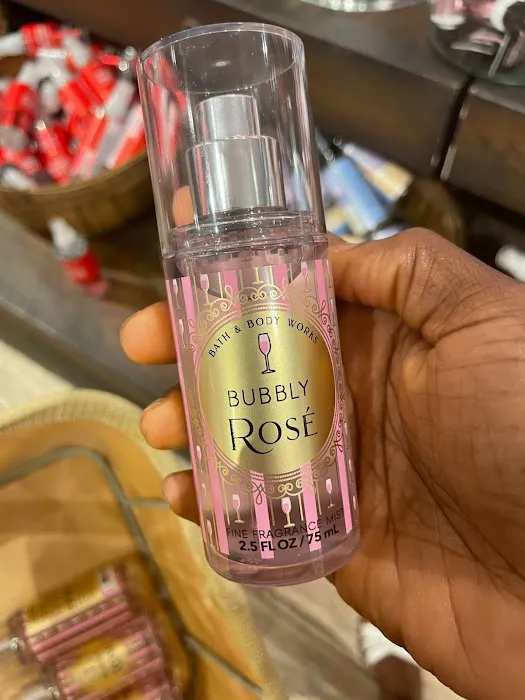 BATH & BODY WORKS
BUBBLY
ROSÉ
FINE FRAGRANCE MIST
2.5 FL OZ / 75 mL